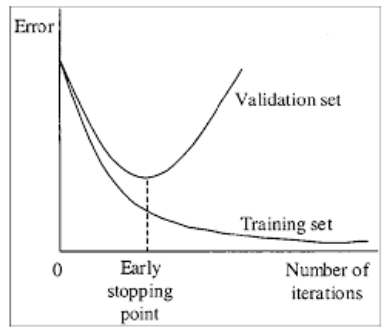 Error
Validation set
Training set
0
Early
stopping
point
Number of
iterations